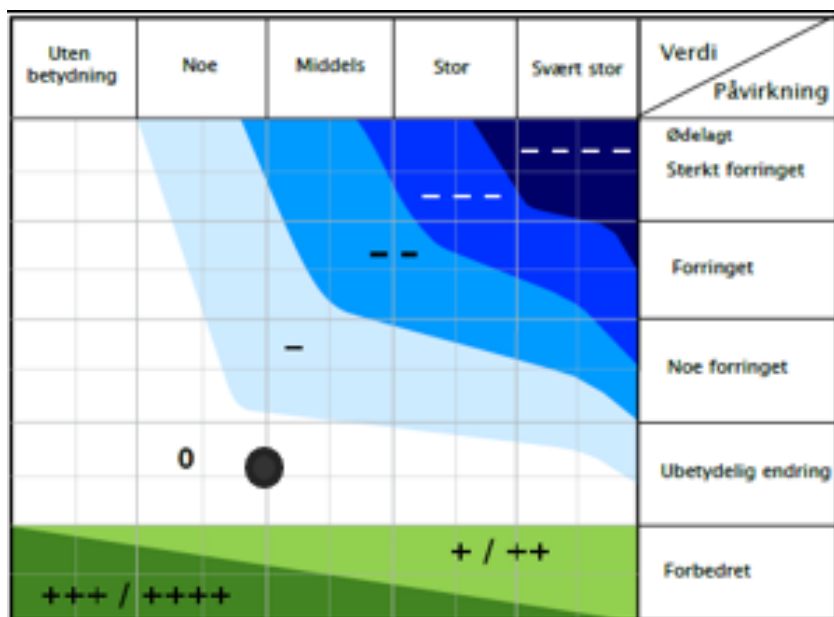 Uten
betydning
Noe
Middels
Stor
Svært stor
Verdi
Påvirkning
Ødelagt
Sterkt forringet
Forringet
Noe forringet
Ubetydelig endring
Forbedret
– – – –
– – –
– –
–
0
+ / ++
+++ / ++++